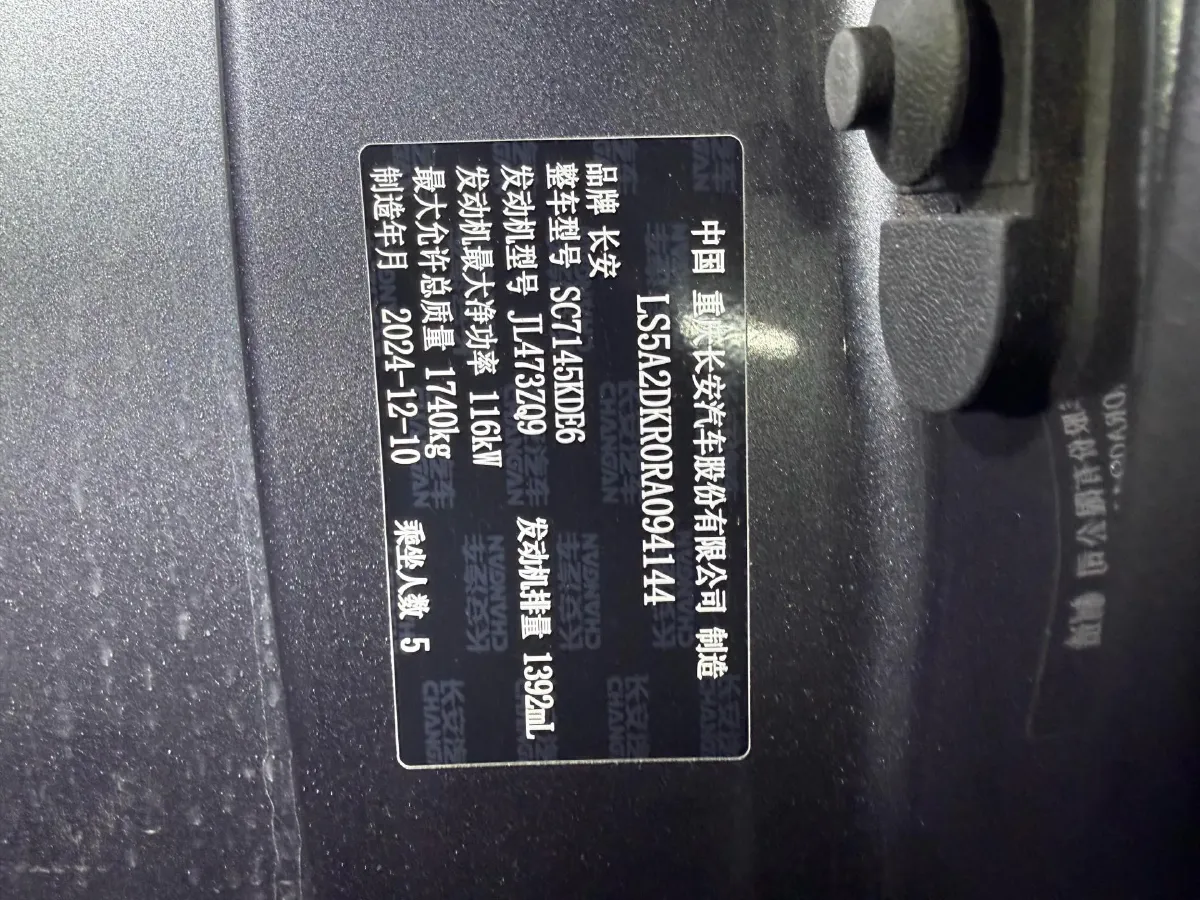 中国 重庆长安汽车股份有限公司 制造
LS5A2DKR0RA094144
品牌 长安
整车型号 SC7145KDE6
发动机型号 JL473ZQ9 发动机排量 1392mL
发动机最大净功率 116kW
最大允许总质量 1740kg
制造年月 2024-12-10 乘坐人数 5